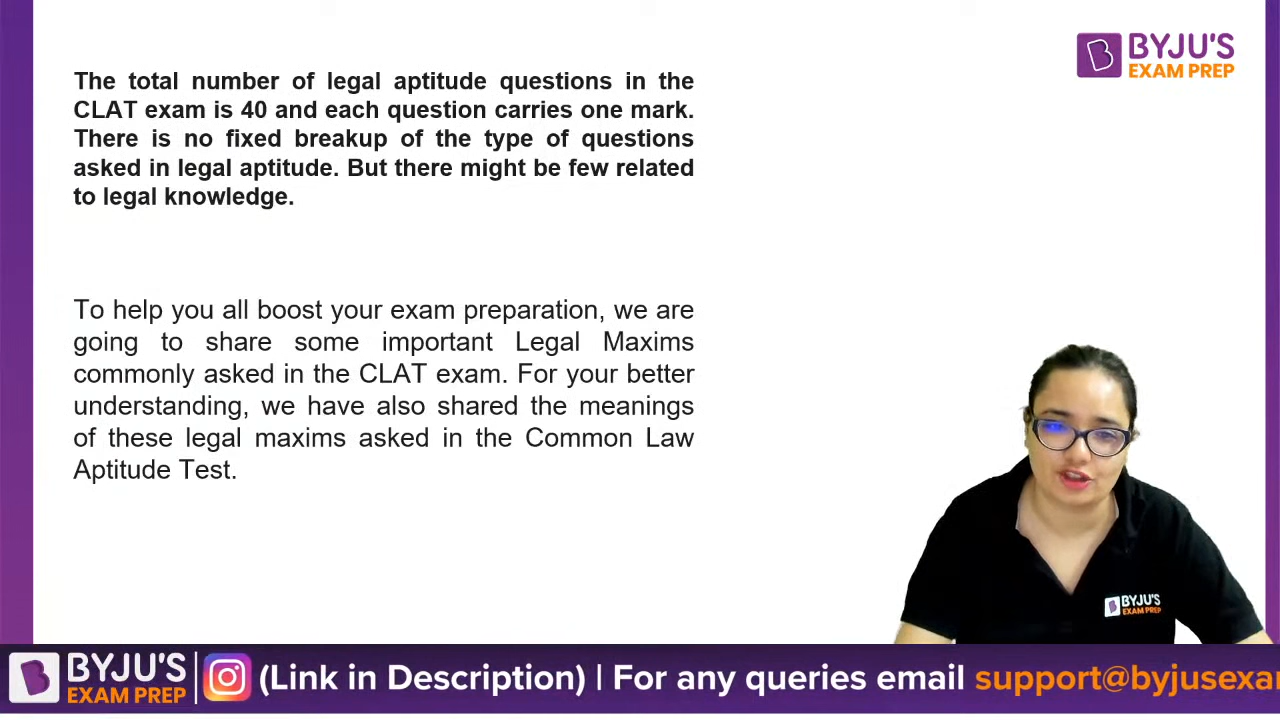 BYJU'S
EXAM PREP
The total number of legal aptitude questions in the
CLAT exam is 40 and each question carries one mark.
There is no fixed breakup of the type of questions
asked in legal aptitude. But there might be few related
to legal knowledge.
To help you all boost your exam preparation, we are
going to share some important Legal Maxims
commonly asked in the CLAT exam. For your better
understanding, we have also shared the meanings
of these legal maxims asked in the Common Law
Aptitude Test.
BYJU'S
EXAM PREP
BYJU'S
EXAM PREP
(Link in Description) | For any queries email support@byjusexa